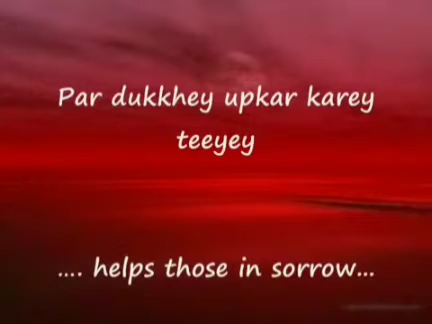 Par dukkhey upkar karey
teeyey
.... helps those in sorrow...